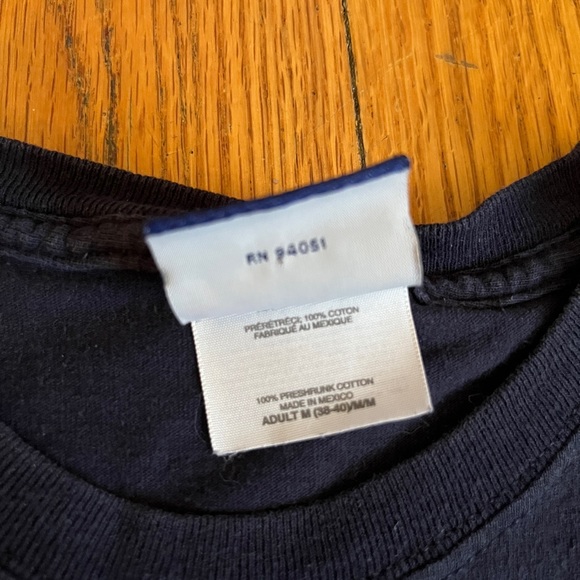 RN 94051
PRÉRÉTRÉCI; 100% COTON
FABRIQUÉ AU MEXIQUE
100% PRESHRUNK COTTON
MADE IN MEXICO
ADULT M (38-40)/M/M